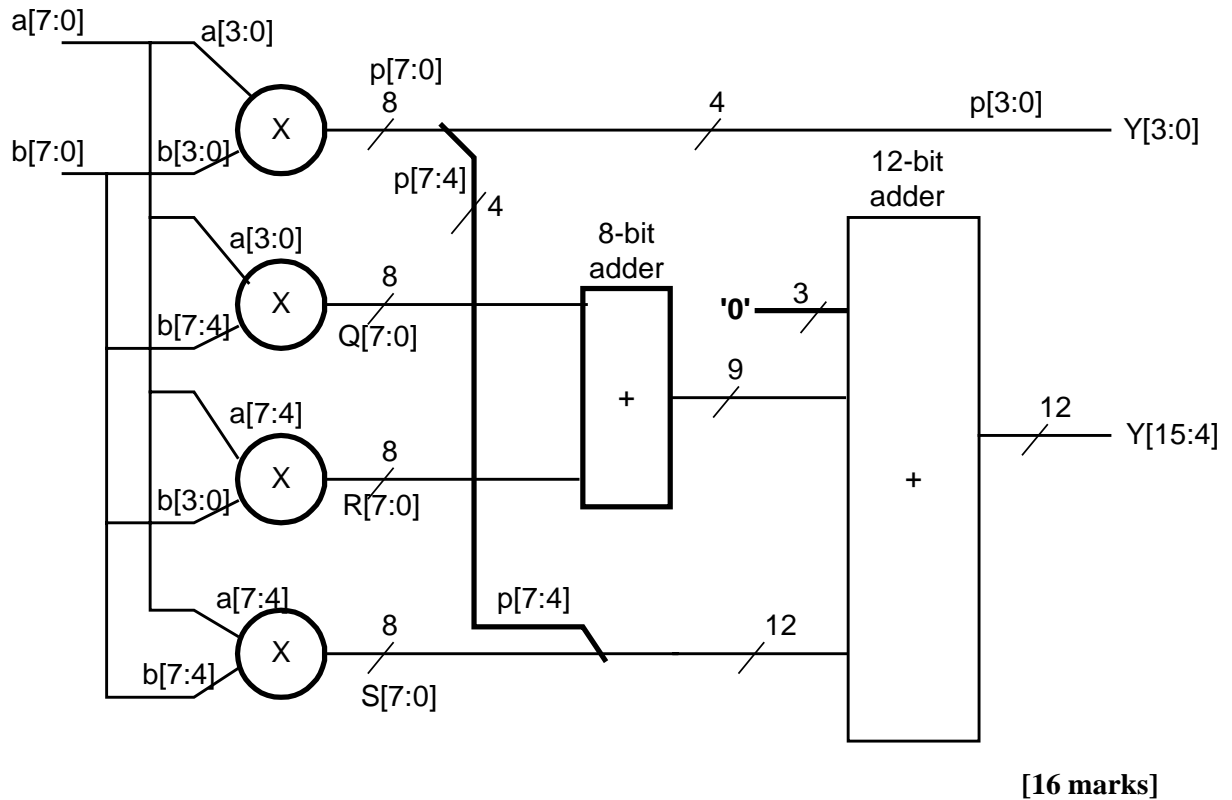 a[7:0]
a[3:0]
p[7:0]
8
4
p[3:0]
X
Y[3:0]
b[7:0]
b[3:0]
p[7:4]
4
12-bit
adder
a[3:0]
8-bit
adder
8
X
'0'
3
b[7:4]
Q[7:0]
9
a[7:4]
+
8
12
Y[15:4]
X
b[3:0]
R[7:0]
+
a[7:4]
p[7:4]
8
12
X
b[7:4]
S[7:0]
[16 marks]